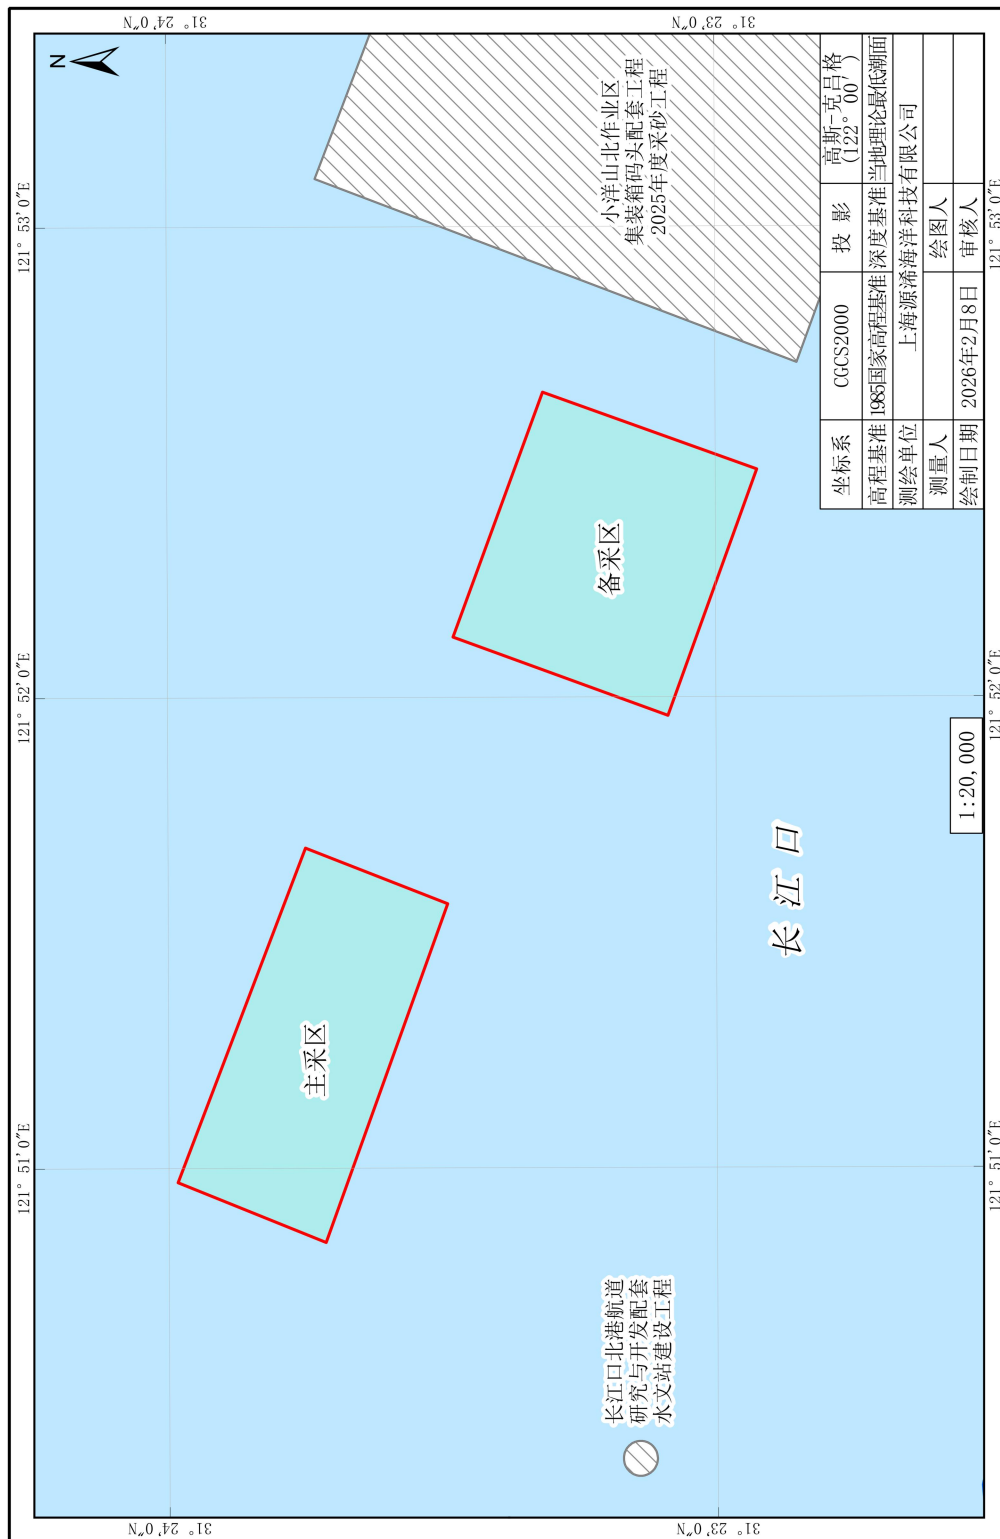 N
121° 51′ 0″E
121° 52′ 0″E
121° 53′ 0″E
31° 24′ 0″N
31° 24′ 0″N
主采区
备采区
小洋山北作业区
集装箱码头配套工程
2025年度采砂工程
长江口北港航道
研究与开发配套
水文站建设工程
31° 23′ 0″N
31° 23′ 0″N
长 江 口
1:20,000
坐标系 CGCS2000 投 影 高斯-克吕格 (122° 00′)
高程基准 1985国家高程基准 深度基准 当地理论最低潮面
测绘单位 上海源浠海洋科技有限公司
测量人 绘图人
绘制日期 2026年2月8日 审核人
121° 51′ 0″E
121° 52′ 0″E
121° 53′ 0″E